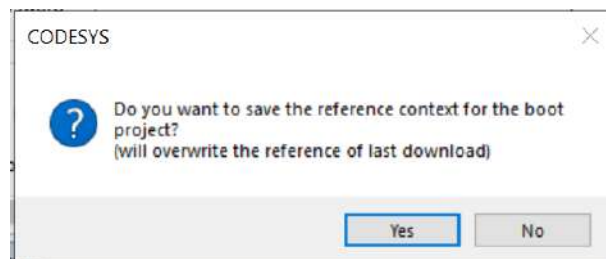 CODESYS
Do you want to save the reference context for the boot
project?
(will overwrite the reference of last download)
Yes
No